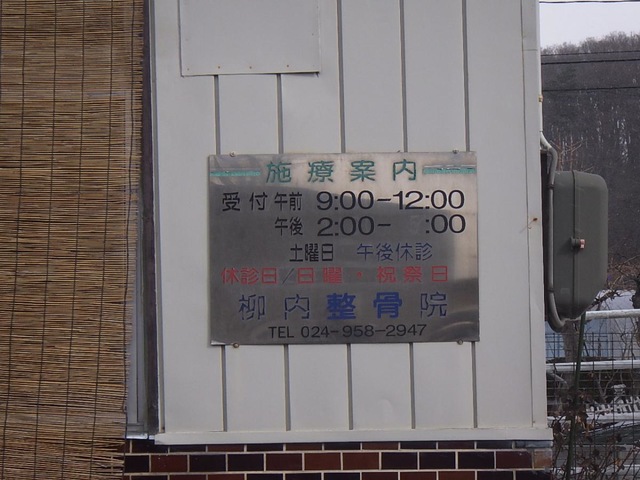 施療案内
受付 午前 9:00-12:00
午後 2:00- :00
土曜日 午後休診
休診日/日曜・祝祭日
柳内整骨院
TEL 024-958-2947